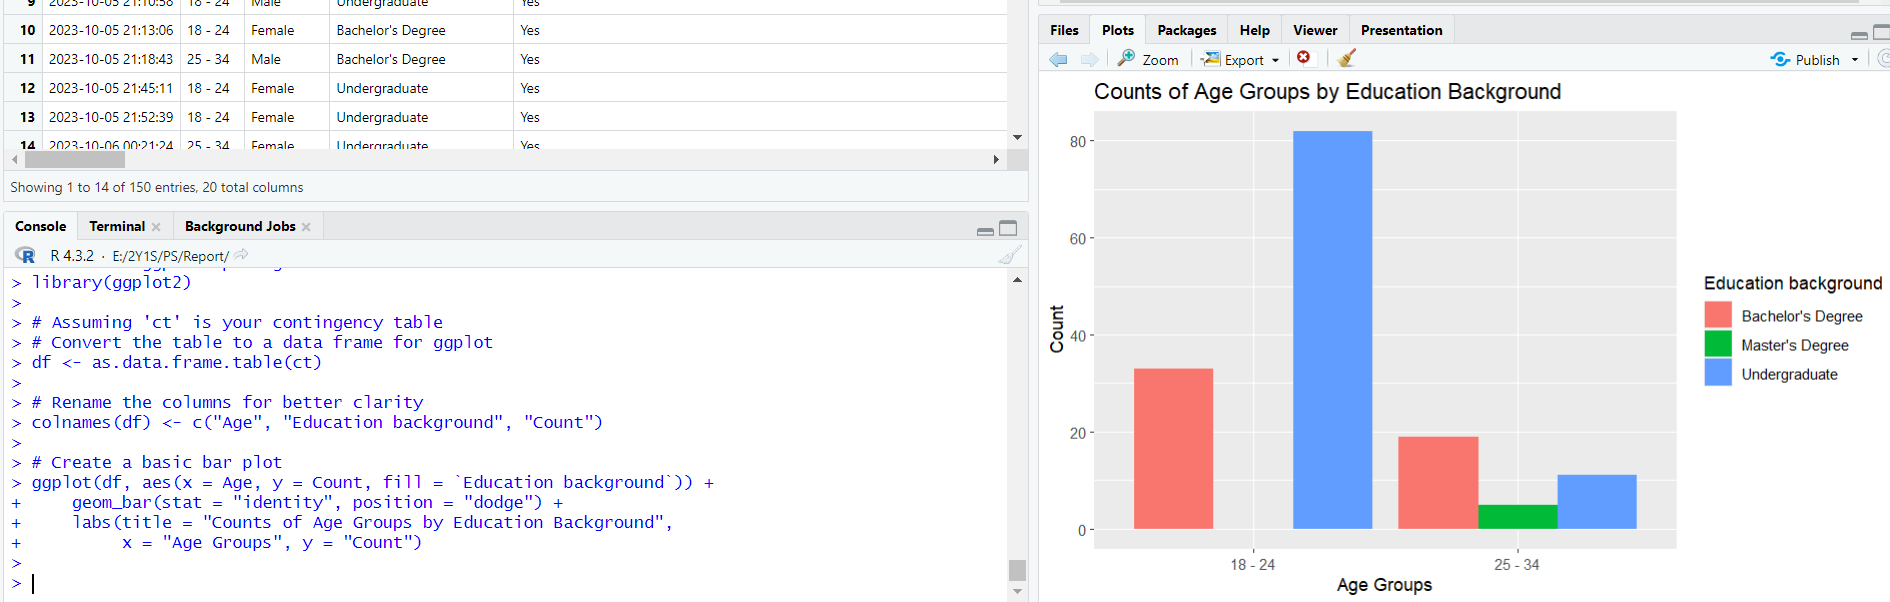 9 2023-10-05 21:10:58 18 - 24 Male Undergraduate Yes
10 2023-10-05 21:13:06 18 - 24 Female Bachelor's Degree Yes
11 2023-10-05 21:18:43 25 - 34 Male Bachelor's Degree Yes
12 2023-10-05 21:45:11 18 - 24 Female Undergraduate Yes
13 2023-10-05 21:52:39 18 - 24 Female Undergraduate Yes
14 2023-10-06 00:21:24 25 - 34 Female Undergraduate Yes
Showing 1 to 14 of 150 entries, 20 total columns
Console Terminal Background Jobs
R R 4.3.2 · E:/2Y1S/PS/Report/
> library(ggplot2)
>
> # Assuming 'ct' is your contingency table
> # Convert the table to a data frame for ggplot
> df <- as.data.frame.table(ct)
>
> # Rename the columns for better clarity
> colnames(df) <- c("Age", "Education background", "Count")
>
> # Create a basic bar plot
> ggplot(df, aes(x = Age, y = Count, fill = `Education background`)) +
+     geom_bar(stat = "identity", position = "dodge") +
+     labs(title = "Counts of Age Groups by Education Background",
+          x = "Age Groups", y = "Count")
>
>
Files Plots Packages Help Viewer Presentation
Zoom Export Publish
Counts of Age Groups by Education Background
80
60
40
20
0
Count
18 - 24 25 - 34
Age Groups
Education background
Bachelor's Degree
Master's Degree
Undergraduate